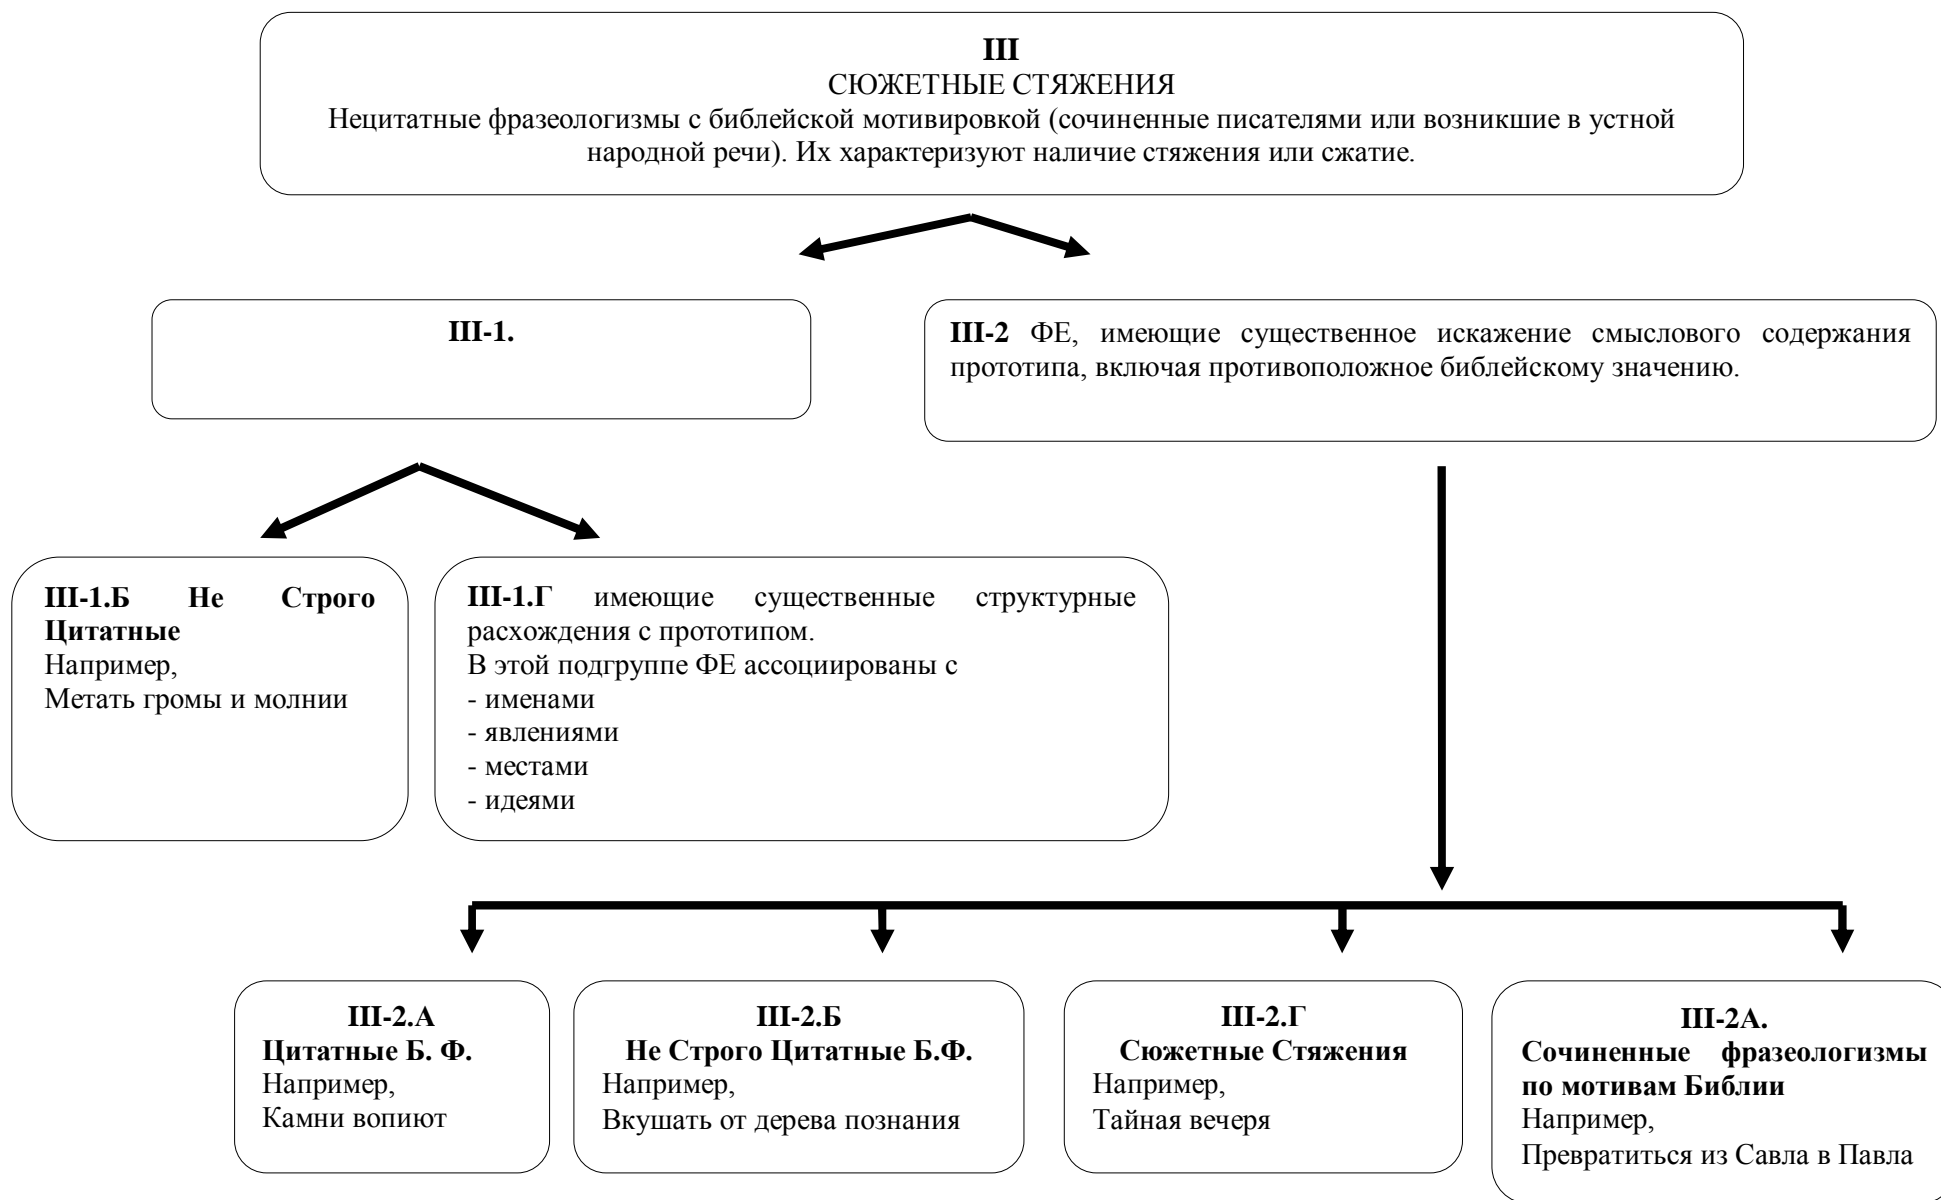 III
СЮЖЕТНЫЕ СТЯЖЕНИЯ
Нецитатные фразеологизмы с библейской мотивировкой (сочиненные писателями или возникшие в устной
народной речи). Их характеризуют наличие стяжения или сжатие.
III-1.
III-2 ФЕ, имеющие существенное искажение смыслового содержания
прототипа, включая противоположное библейскому значению.
III-1.Б Не Строго
Цитатные
Например,
Метать громы и молнии
III-1.Г имеющие существенные структурные
расхождения с прототипом.
В этой подгруппе ФЕ ассоциированы с
- именами
- явлениями
- местами
- идеями
III-2.А
Цитатные Б. Ф.
Например,
Камни вопиют
III-2.Б
Не Строго Цитатные Б.Ф.
Например,
Вкушать от дерева познания
III-2.Г
Сюжетные Стяжения
Например,
Тайная вечеря
III-2А.
Сочиненные фразеологизмы
по мотивам Библии
Например,
Превратиться из Савла в Павла